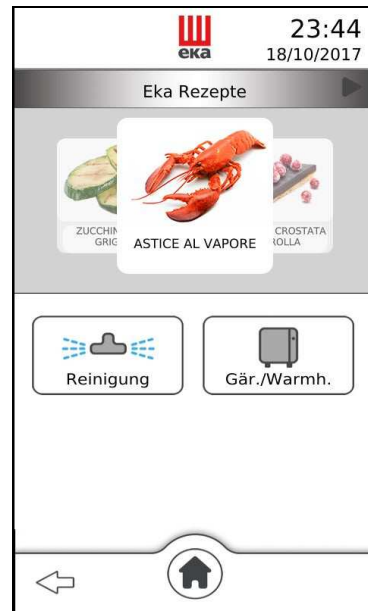 eka
23:44
18/10/2017
Eka Rezepte
ZUCCHIN
GRIG
ASTICE AL VAPORE
CROSTATA
ROLLA
Reinigung
Gär./Warmh.